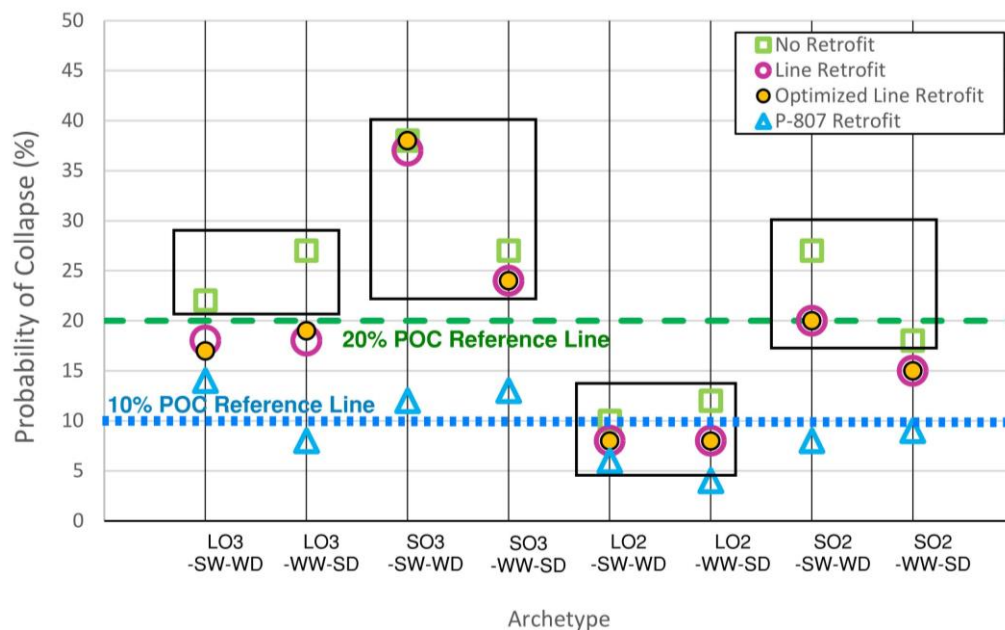 50
45
40
35
30
25
20
15
10
5
0
Probability of Collapse (%)
No Retrofit
Line Retrofit
Optimized Line Retrofit
P-807 Retrofit
20% POC Reference Line
10% POC Reference Line
LO3
-SW-WD
LO3
-WW-SD
SO3
-SW-WD
SO3
-WW-SD
LO2
-SW-WD
LO2
-WW-SD
SO2
-SW-WD
SO2
-WW-SD
Archetype